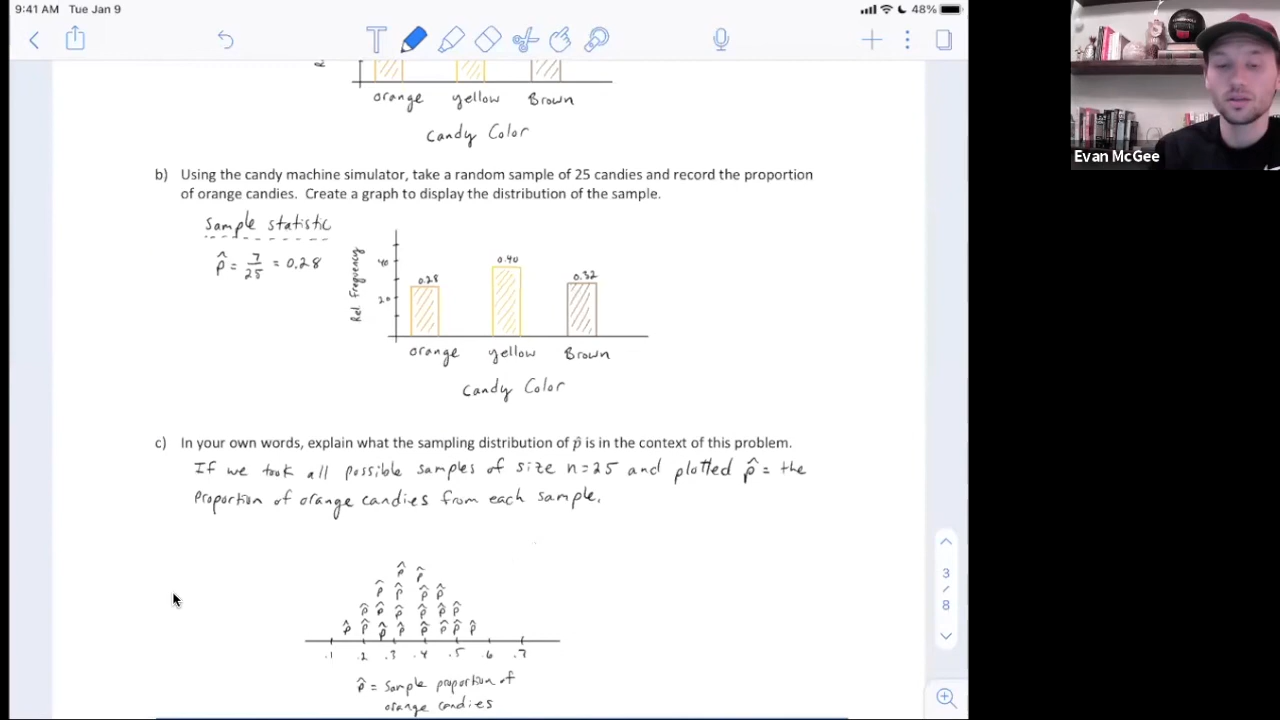 9:41 AM Tue Jan 9
48%
orange yellow Brown
Candy Color
Evan McGee
b) Using the candy machine simulator, take a random sample of 25 candies and record the proportion
of orange candies. Create a graph to display the distribution of the sample.
Sample statistic
p̂ = 7/25 = 0.28
Rel. Frequency
40
20
0.28 0.40 0.32
orange yellow Brown
Candy Color
c) In your own words, explain what the sampling distribution of p̂ is in the context of this problem.
If we took all possible samples of size n=25 and plotted p̂ = the
proportion of orange candies from each sample.
p̂ p̂
p̂ p̂ p̂ p̂
p̂ p̂ p̂ p̂ p̂ p̂
p̂ p̂ p̂ p̂ p̂ p̂ p̂ p̂
.1 .2 .3 .4 .5 .6 .7
p̂ = sample proportion of
orange candies
3
/
8